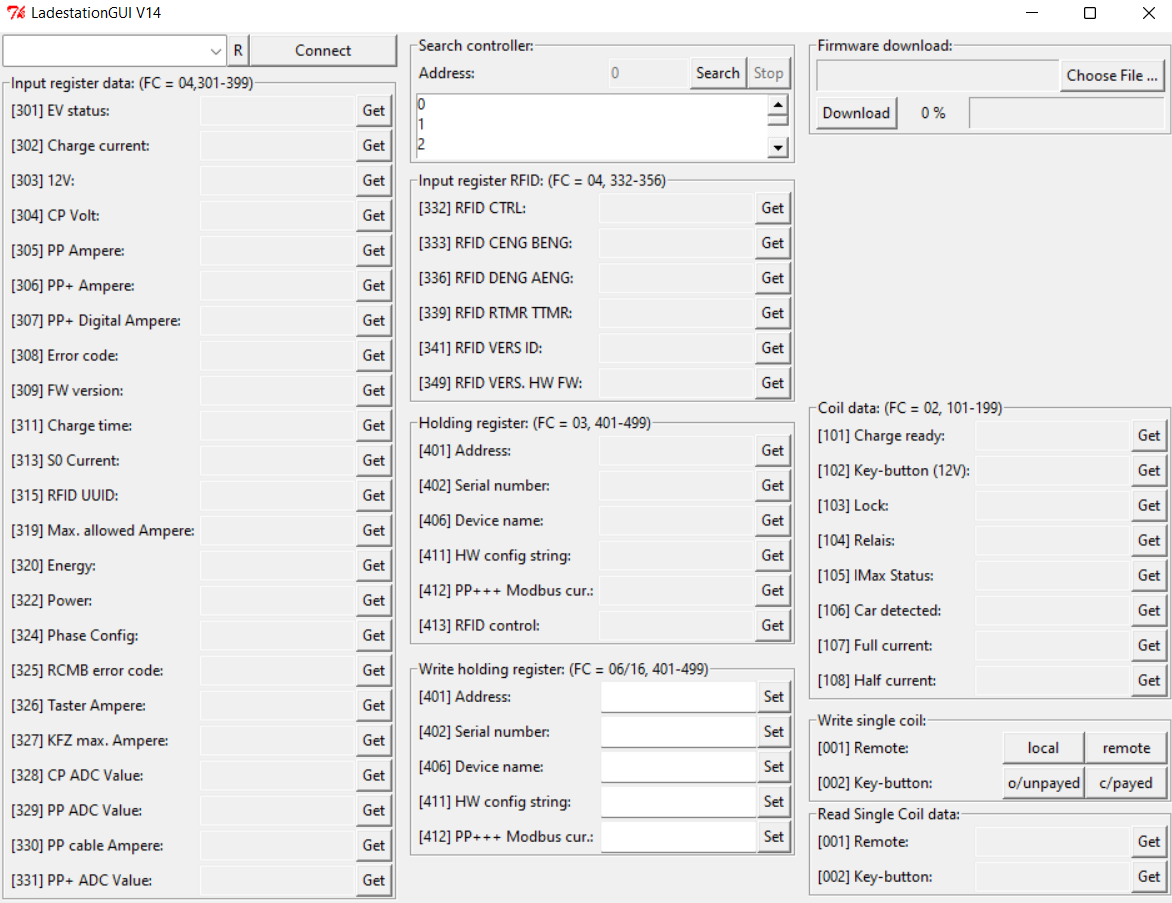 LadestationGUI V14
R
Connect
Input register data: (FC = 04,301-399)
[301] EV status:
Get
[302] Charge current:
Get
[303] 12V:
Get
[304] CP Volt:
Get
[305] PP Ampere:
Get
[306] PP+ Ampere:
Get
[307] PP+ Digital Ampere:
Get
[308] Error code:
Get
[309] FW version:
Get
[311] Charge time:
Get
[313] S0 Current:
Get
[315] RFID UUID:
Get
[319] Max. allowed Ampere:
Get
[320] Energy:
Get
[322] Power:
Get
[324] Phase Config:
Get
[325] RCMB error code:
Get
[326] Taster Ampere:
Get
[327] KFZ max. Ampere:
Get
[328] CP ADC Value:
Get
[329] PP ADC Value:
Get
[330] PP cable Ampere:
Get
[331] PP+ ADC Value:
Get
Search controller:
Address:
0
Search
Stop
0
1
2
Input register RFID: (FC = 04, 332-356)
[332] RFID CTRL:
Get
[333] RFID CENG BENG:
Get
[336] RFID DENG AENG:
Get
[339] RFID RTMR TTMR:
Get
[341] RFID VERS ID:
Get
[349] RFID VERS. HW FW:
Get
Holding register: (FC = 03, 401-499)
[401] Address:
Get
[402] Serial number:
Get
[406] Device name:
Get
[411] HW config string:
Get
[412] PP+++ Modbus cur.:
Get
[413] RFID control:
Get
Write holding register: (FC = 06/16, 401-499)
[401] Address:
Set
[402] Serial number:
Set
[406] Device name:
Set
[411] HW config string:
Set
[412] PP+++ Modbus cur.:
Set
Firmware download:
Choose File ...
Download
0 %
Coil data: (FC = 02, 101-199)
[101] Charge ready:
Get
[102] Key-button (12V):
Get
[103] Lock:
Get
[104] Relais:
Get
[105] IMax Status:
Get
[106] Car detected:
Get
[107] Full current:
Get
[108] Half current:
Get
Write single coil:
[001] Remote:
local
remote
[002] Key-button:
o/unpayed
c/payed
Read Single Coil data:
[001] Remote:
Get
[002] Key-button:
Get